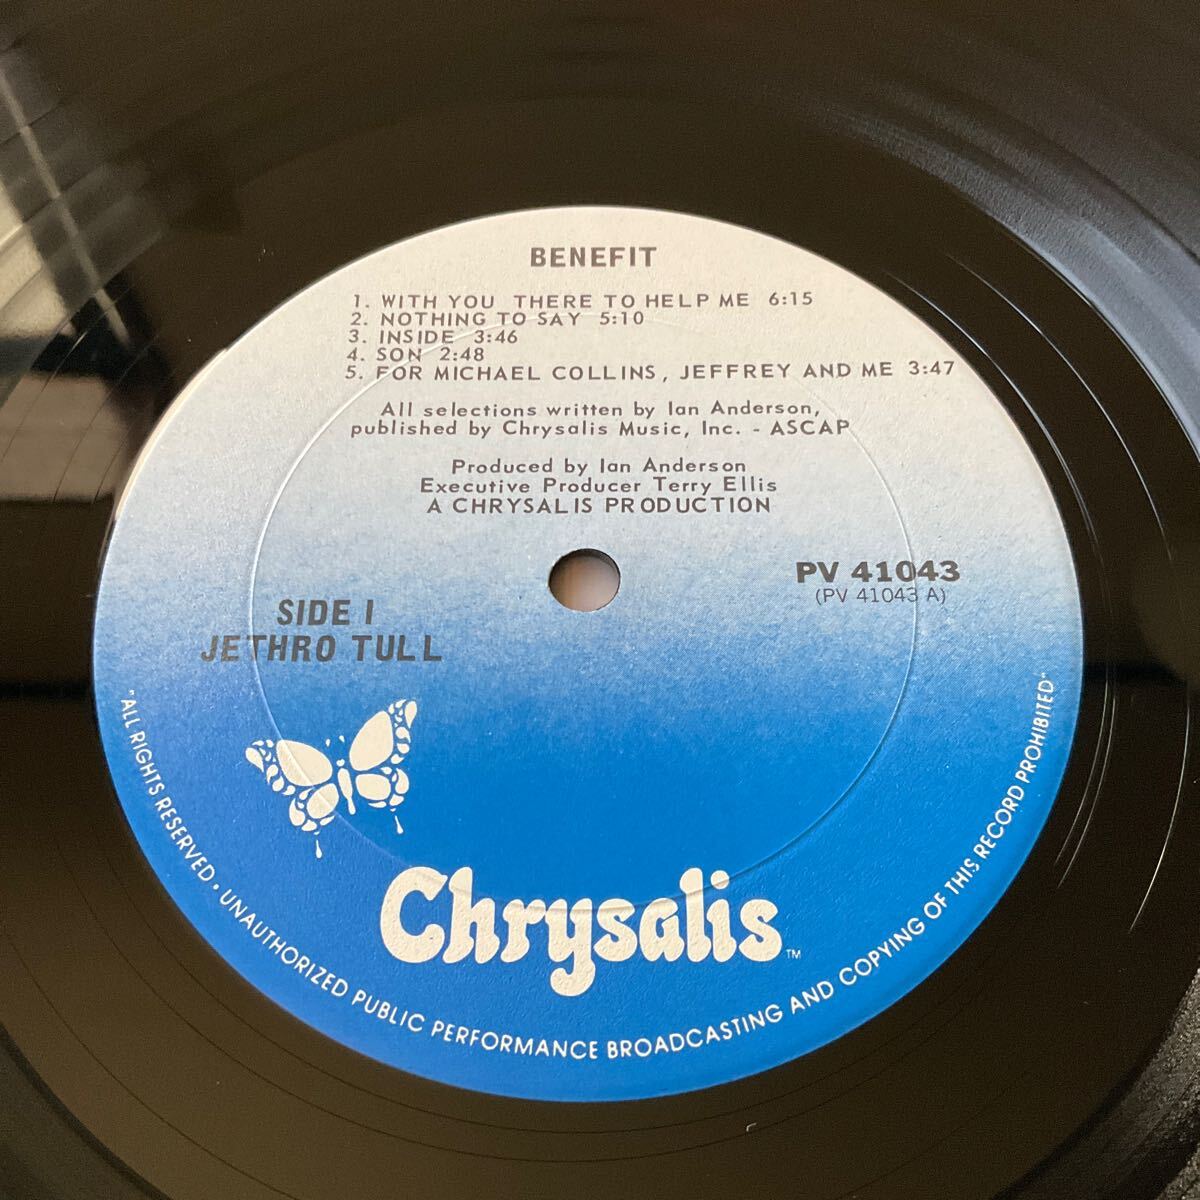 BENEFIT
1. WITH YOU THERE TO HELP ME 6:15
2. NOTHING TO SAY 5:10
3. INSIDE 3:46
4. SON 2:48
5. FOR MICHAEL COLLINS, JEFFREY AND ME 3:47
All selections written by Ian Anderson,
published by Chrysalis Music, Inc. - ASCAP
Produced by Ian Anderson
Executive Producer Terry Ellis
A CHRYSALIS PRODUCTION
PV 41043
(PV 41043 A)
SIDE I
JETHRO TULL
Chrysalis™
"ALL RIGHTS RESERVED • UNAUTHORIZED PUBLIC PERFORMANCE BROADCASTING AND COPYING OF THIS RECORD PROHIBITED"